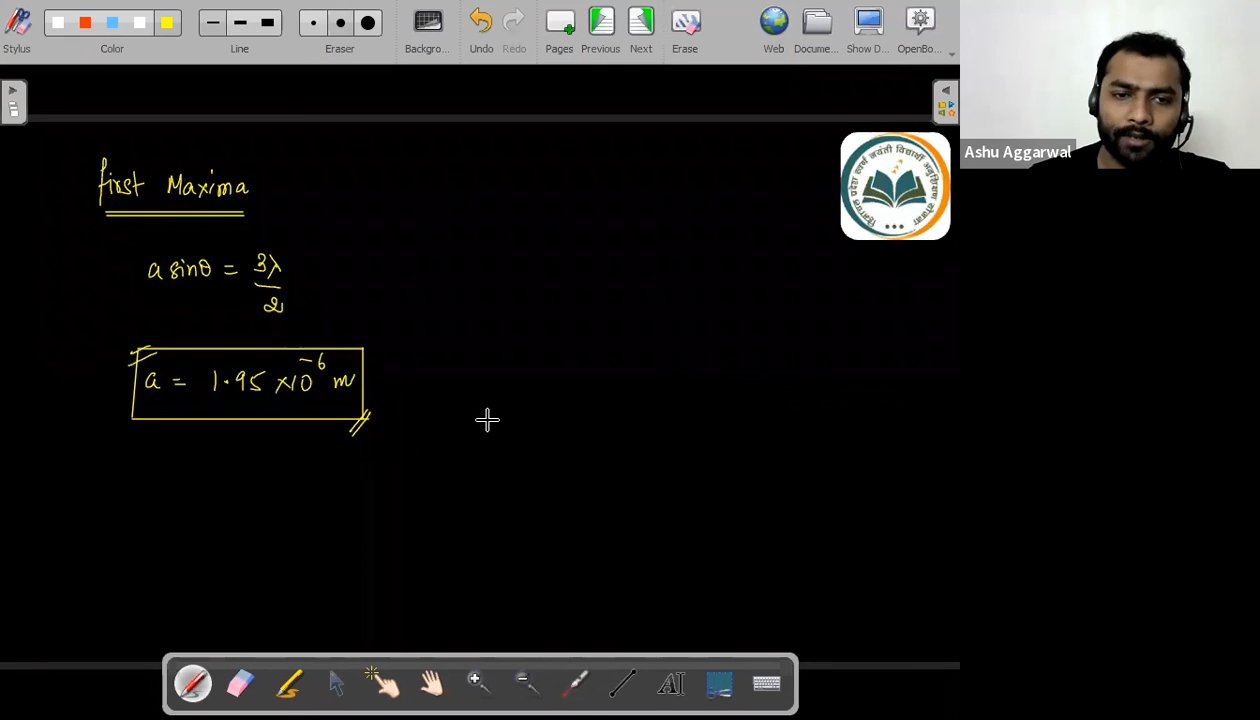 Stylus
Color
Line
Eraser
Backgro...
Undo
Redo
Pages
Previous
Next
Erase
Web
Docume...
Show D...
OpenBo...
Ashu Aggarwal
first Maxima
a sinθ = 3λ/2
a = 1.95 ×10⁻⁶ m